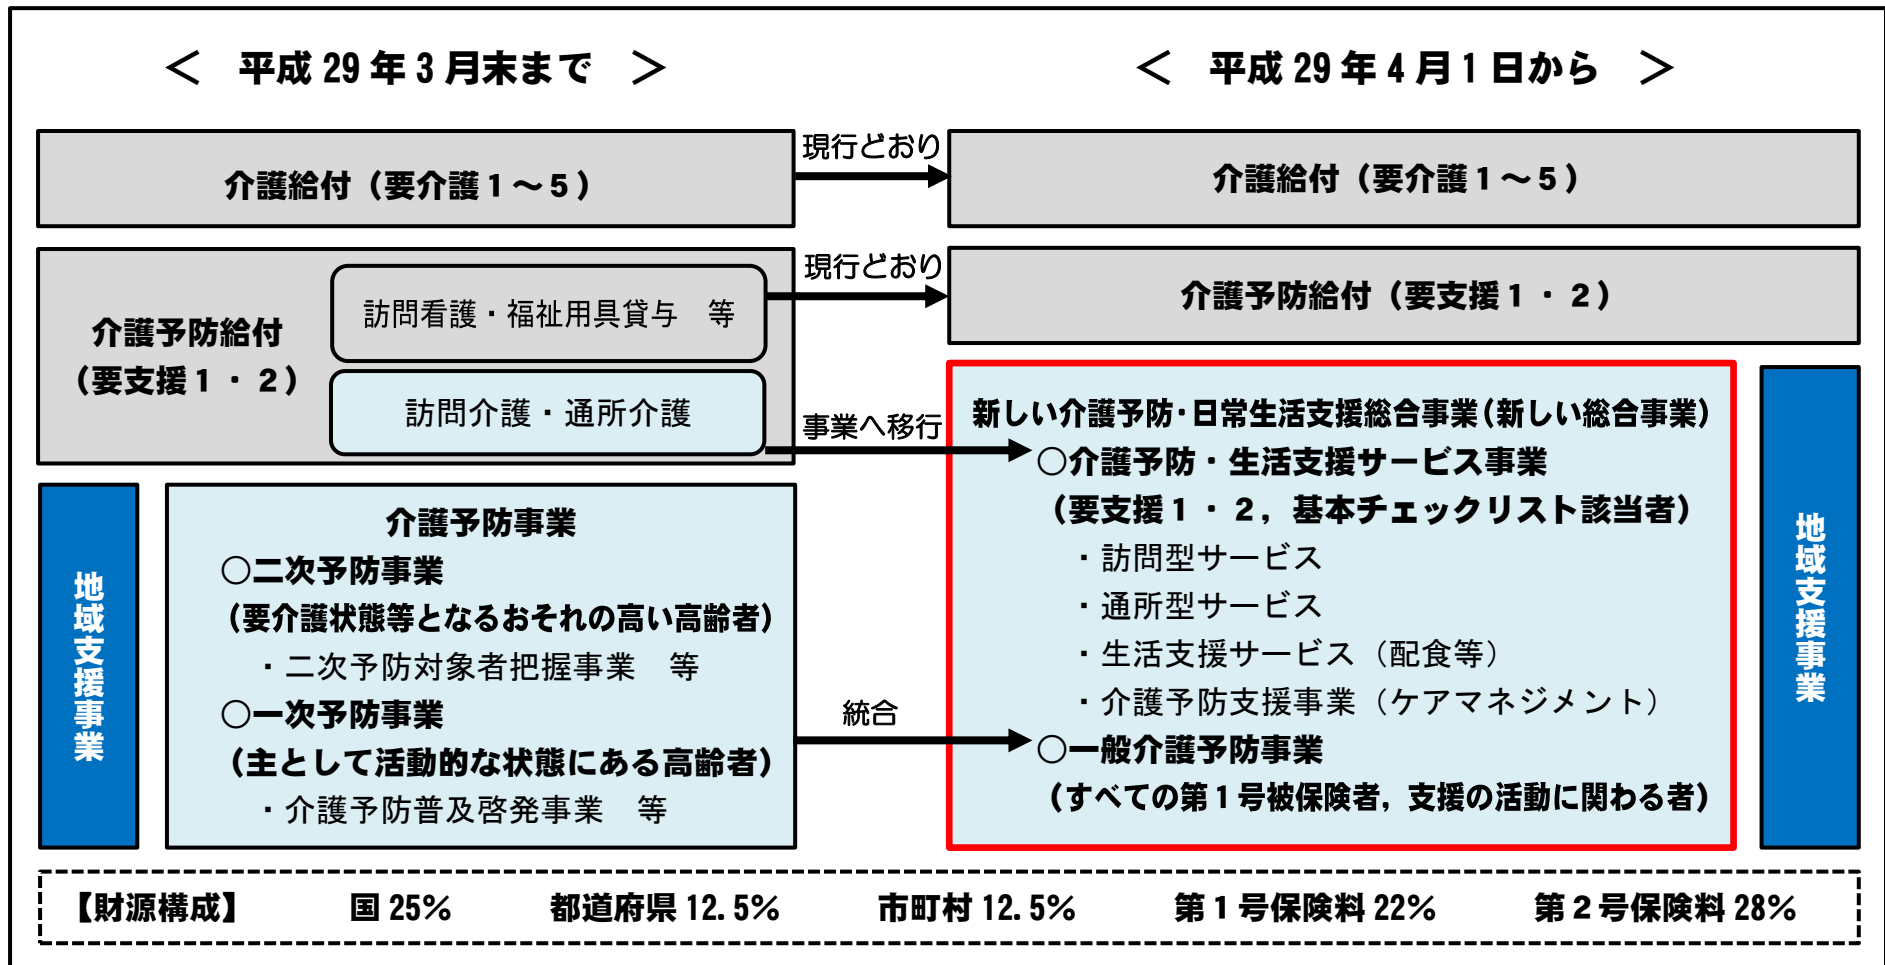 ＜ 平成 29 年 3 月末まで ＞
＜ 平成 29 年 4 月 1 日から ＞
介護給付（要介護１～５）
現行どおり
介護給付（要介護１～５）
介護予防給付
（要支援１・２）
訪問看護・福祉用具貸与　等
訪問介護・通所介護
現行どおり
介護予防給付（要支援１・２）
事業へ移行
地域支援事業
介護予防事業
○二次予防事業
（要介護状態等となるおそれの高い高齢者）
・二次予防対象者把握事業　等
○一次予防事業
（主として活動的な状態にある高齢者）
・介護予防普及啓発事業　等
統合
新しい介護予防・日常生活支援総合事業（新しい総合事業）
○介護予防・生活支援サービス事業
（要支援１・２，基本チェックリスト該当者）
・訪問型サービス
・通所型サービス
・生活支援サービス（配食等）
・介護予防支援事業（ケアマネジメント）
○一般介護予防事業
（すべての第１号被保険者，支援の活動に関わる者）
地域支援事業
【財源構成】　国 25%　都道府県 12.5%　市町村 12.5%　第１号保険料 22%　第２号保険料 28%